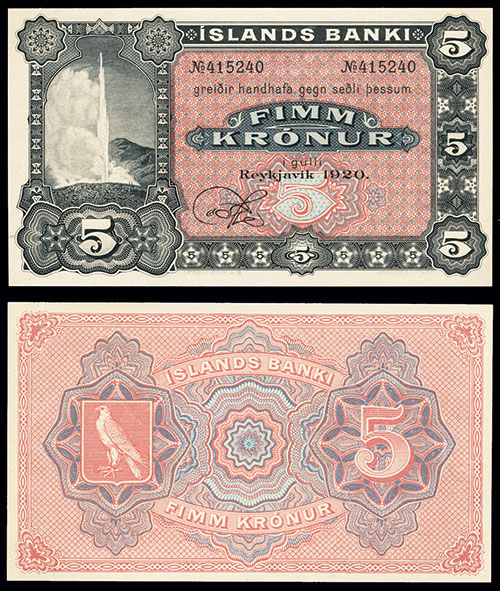 ÍSLANDS BANKI
5
№415240 №415240
greiðir handhafa gegn seðli þessum
FIMM
KRÓNUR
5
í gulli
Reykjavík 1920.
5
5
5
5 5 5 5 5 5 5
ÍSLANDS BANKI
5
FIMM KRÓNUR